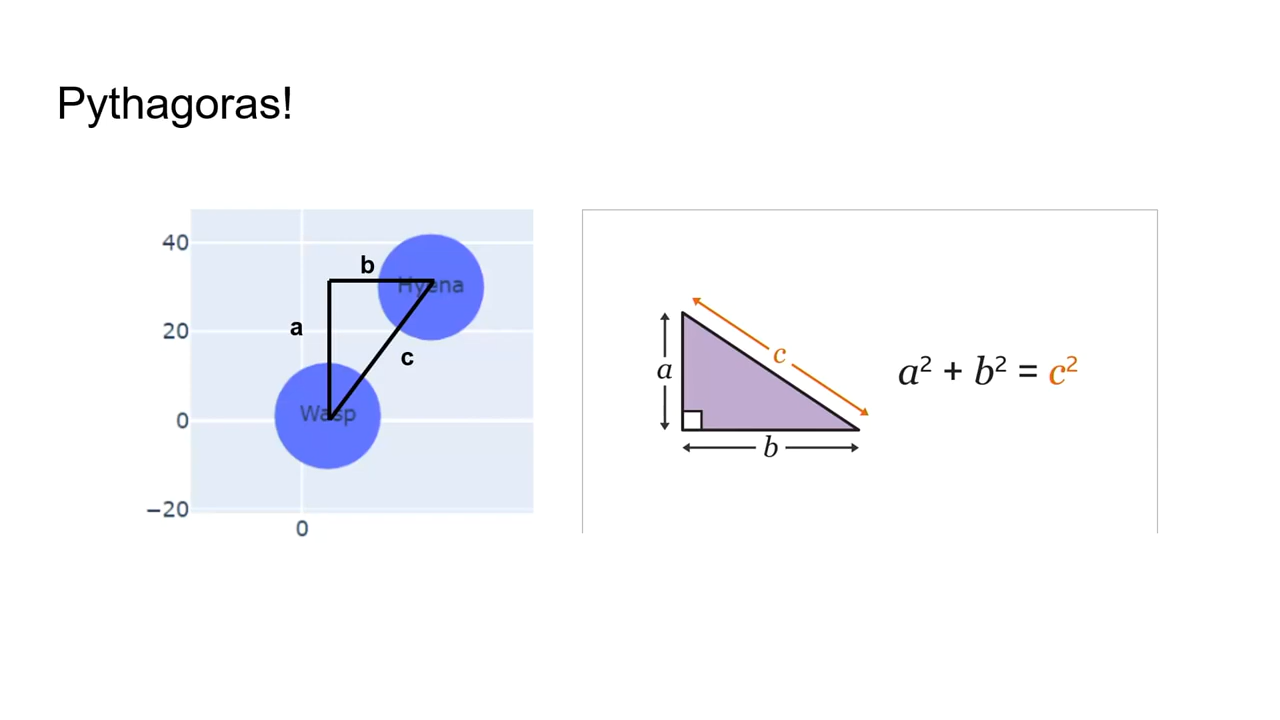 Pythagoras!
40
20
0
−20
0
b
Hyena
a
c
Wasp
a
c
b
a² + b² = c²